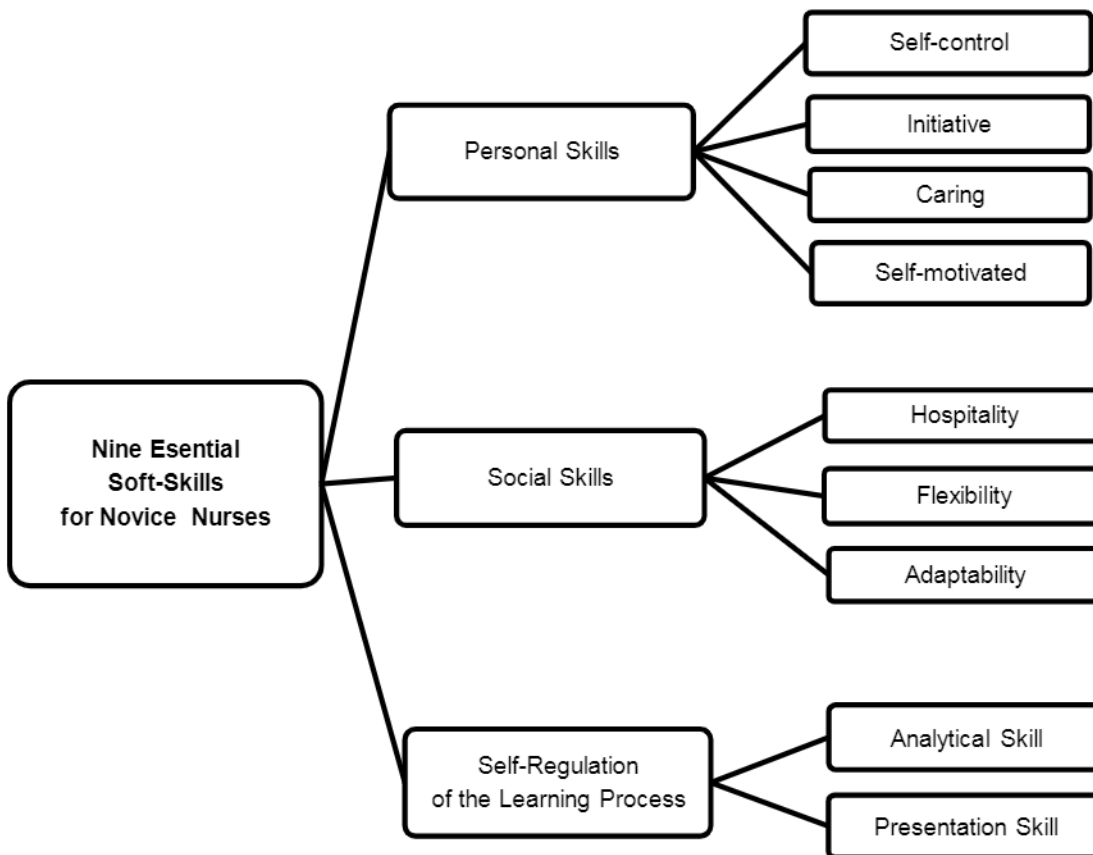 Self-control
Initiative
Personal Skills
Caring
Self-motivated
Nine Esential
Soft-Skills
for Novice Nurses
Hospitality
Social Skills
Flexibility
Adaptability
Self-Regulation
of the Learning Process
Analytical Skill
Presentation Skill